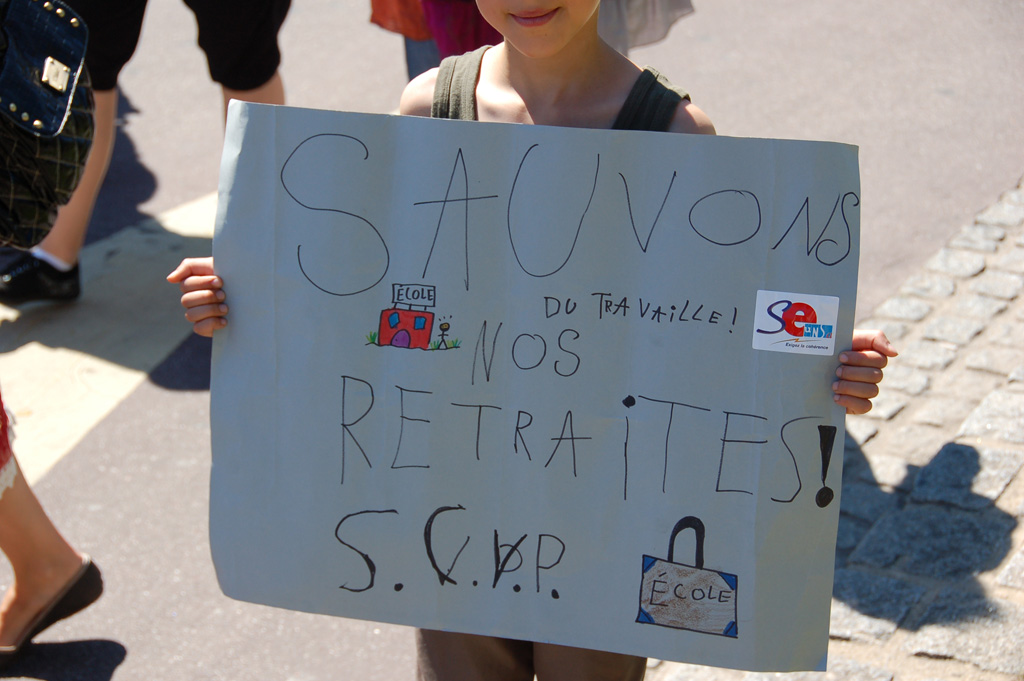 SAUVONS
ÉCOLE
DU TRAVAILLE!
NOS
RETRAiTES!
S.V.P.
ÉCOLE